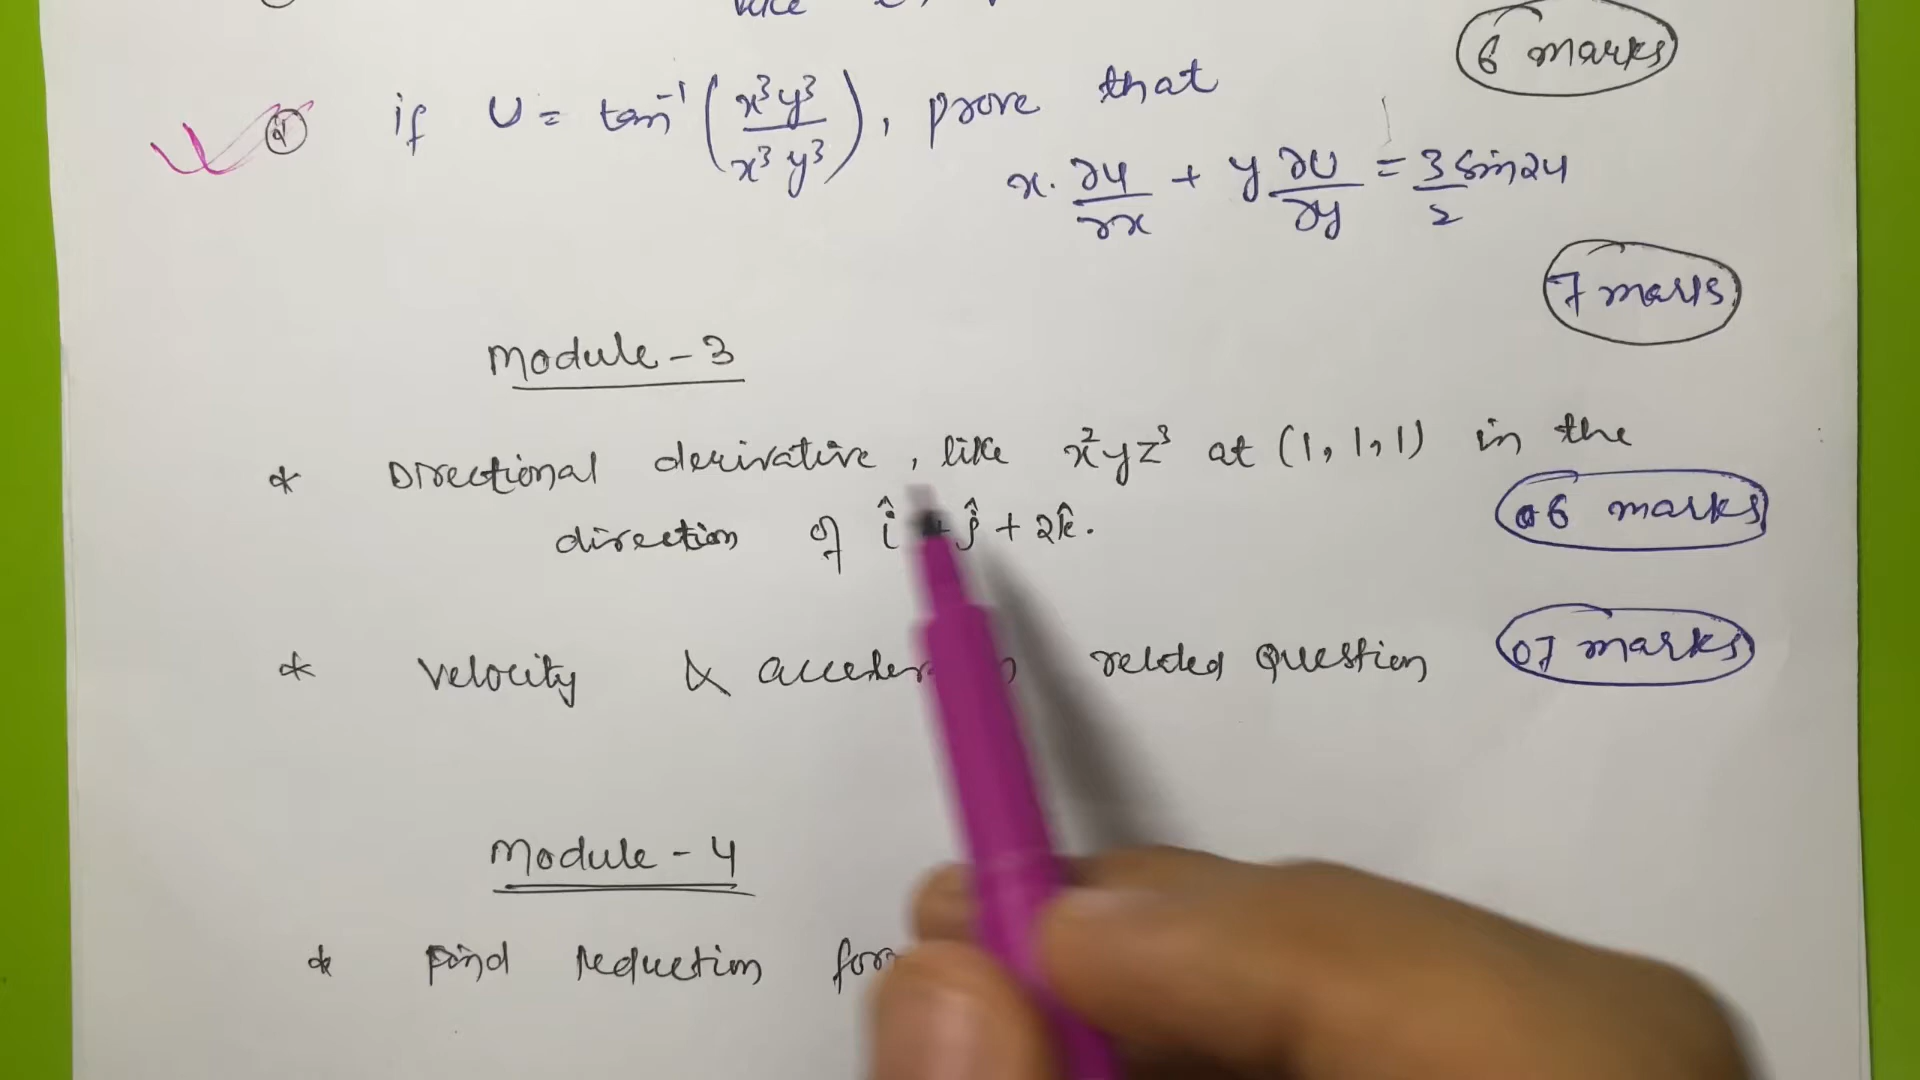 6 marks
if U = tan⁻¹ (x³y³ / x³y³), prove that
x. ∂u/∂x + y ∂U/∂y = 3/2 sin2u
7 marks
Module - 3
* Directional derivative, like x²yz³ at (1, 1, 1) in the
direction of î + ĵ + 2k̂.
06 marks
* velocity & related question
07 marks
Module - 4
* Find reduction